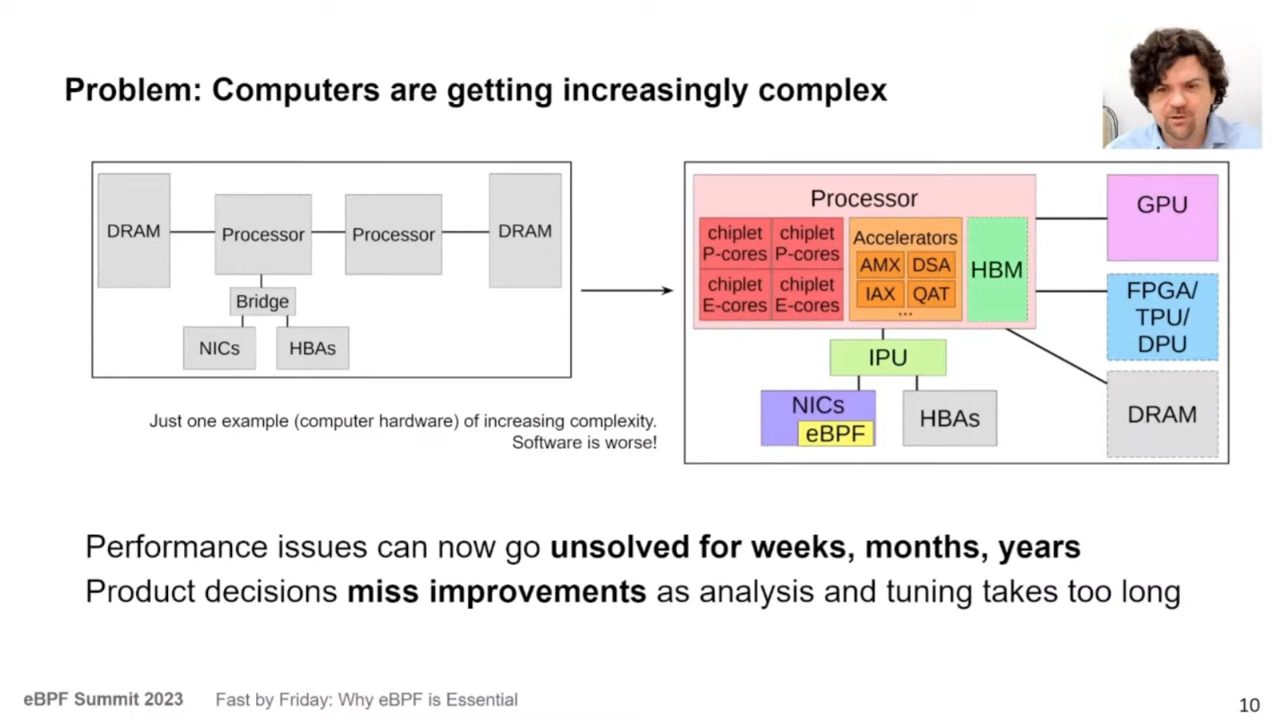 Problem: Computers are getting increasingly complex
DRAM
Processor
Processor
DRAM
Bridge
NICs
HBAs
Just one example (computer hardware) of increasing complexity.
Software is worse!
Processor
chiplet
P-cores
chiplet
P-cores
chiplet
E-cores
chiplet
E-cores
Accelerators
AMX
DSA
IAX
QAT
...
HBM
IPU
NICs
eBPF
HBAs
GPU
FPGA/
TPU/
DPU
DRAM
Performance issues can now go unsolved for weeks, months, years
Product decisions miss improvements as analysis and tuning takes too long
eBPF Summit 2023
Fast by Friday: Why eBPF is Essential
10